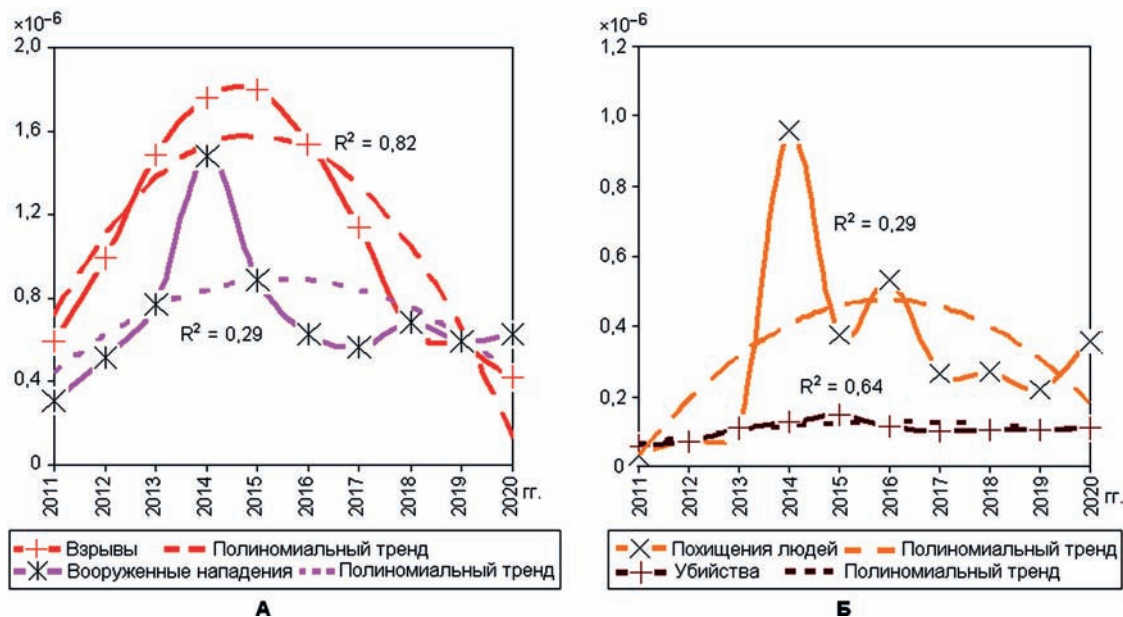 ×10⁻⁶
2,0
1,6
1,2
0,8
0,4
0
R² = 0,82
R² = 0,29
2011 2012 2013 2014 2015 2016 2017 2018 2019 2020 гг.
Взрывы Полиномиальный тренд
Вооруженные нападения Полиномиальный тренд
А
×10⁻⁶
1,2
1,0
0,8
0,6
0,4
0,2
0
R² = 0,29
R² = 0,64
2011 2012 2013 2014 2015 2016 2017 2018 2019 2020 гг.
Похищения людей Полиномиальный тренд
Убийства Полиномиальный тренд
Б